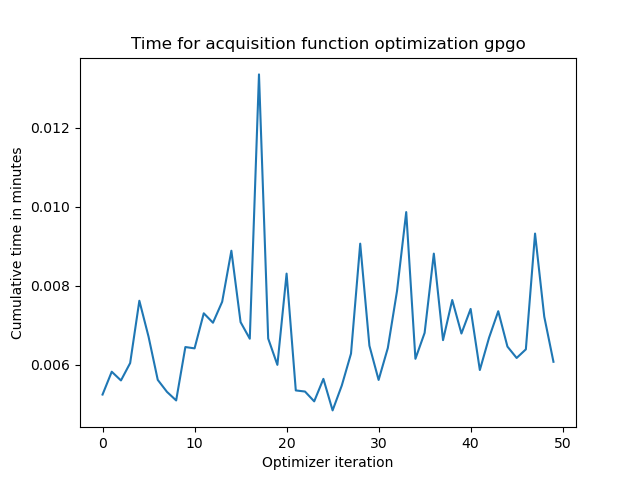 Time for acquisition function optimization gpgo
Cumulative time in minutes
0.012
0.010
0.008
0.006
0 10 20 30 40 50
Optimizer iteration